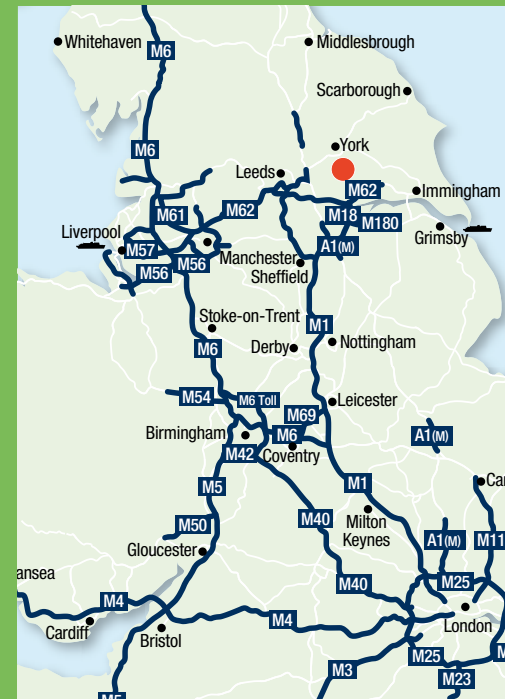 Whitehaven
M6
Middlesbrough
Scarborough
M6
York
Leeds
M62
Immingham
M61
M62
M18
M180
Liverpool
Grimsby
M57
A1(M)
M56
M56
Manchester
Sheffield
Stoke-on-Trent
M1
M6
Derby
Nottingham
M54
M6 Toll
Leicester
M69
Birmingham
M6
A1(M)
M42
Coventry
M5
M1
Ca
M50
M40
Milton
Keynes
A1(M)
M11
Gloucester
ansea
M40
M25
M4
M4
London
Cardiff
Bristol
M25
M
M3
M23
M5